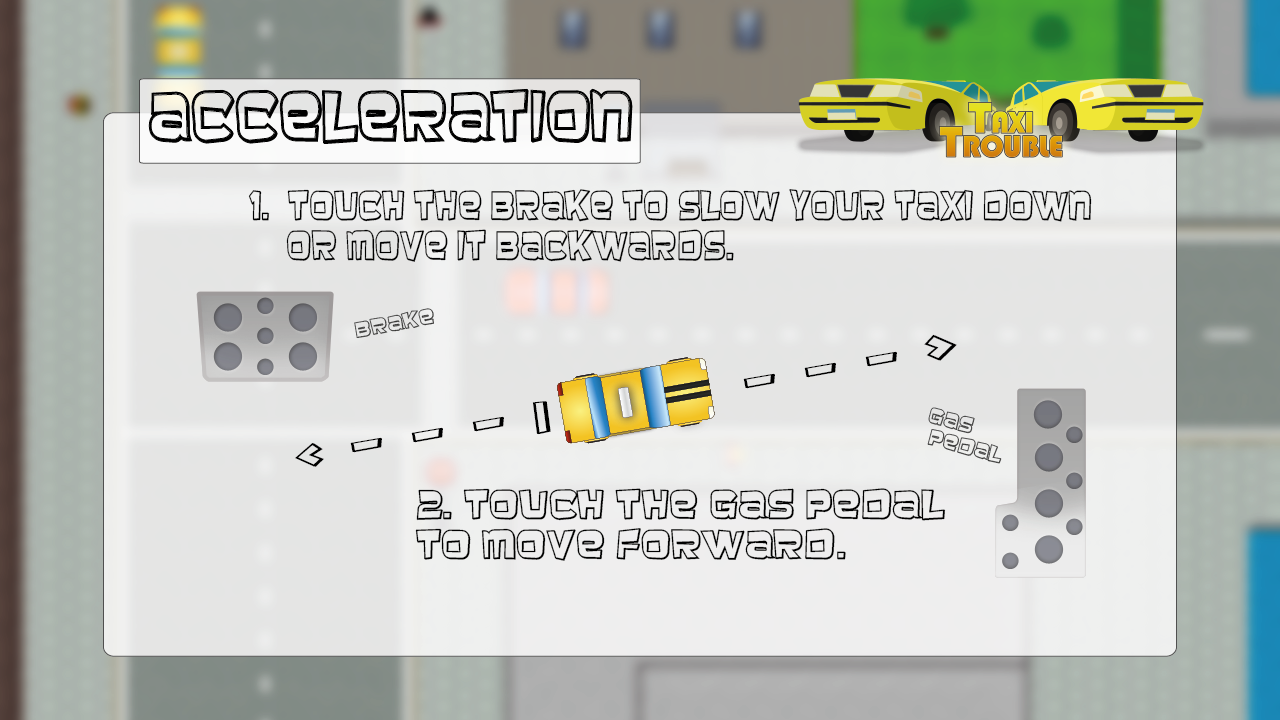 acceleration
TAXI
TROUBLE
1. TOUCH THE BRAKE TO SLOW YOUR TAXI DOWN
OR MOVE IT BACKWARDS.
BRAKE
GAS
PEDAL
2. TOUCH THE GAS PEDAL
TO MOVE FORWARD.